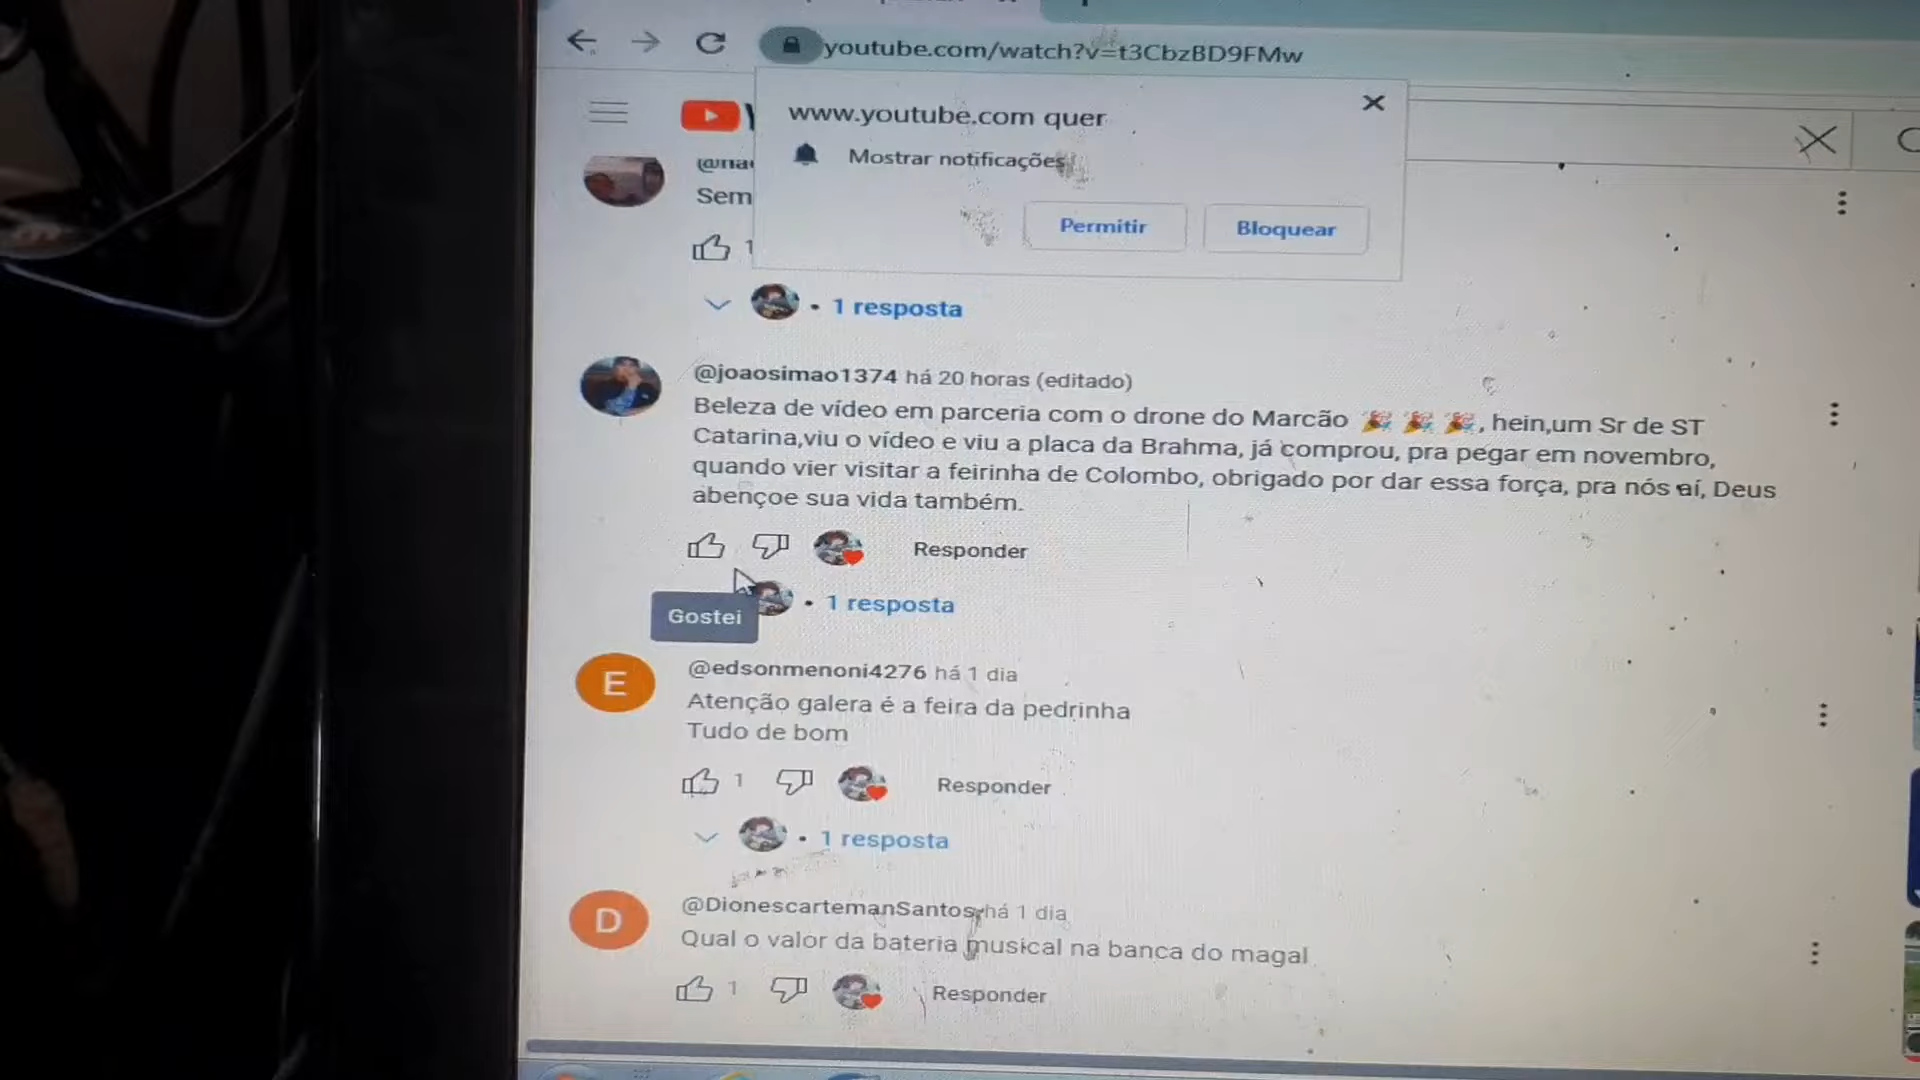 youtube.com/watch?v=t3CbzBD9FMw
www.youtube.com quer
Mostrar notificações
Permitir
Bloquear
Sem
1
1 resposta
@joaosimao1374 há 20 horas (editado)
Beleza de vídeo em parceria com o drone do Marcão 🎉 🎉 🎉, hein,um Sr de ST
Catarina,viu o vídeo e viu a placa da Brahma, já comprou, pra pegar em novembro,
quando vier visitar a feirinha de Colombo, obrigado por dar essa força, pra nós aí, Deus
abençoe sua vida também.
Responder
1 resposta
Gostei
E
@edsonmenoni4276 há 1 dia
Atenção galera é a feira da pedrinha
Tudo de bom
1
Responder
1 resposta
D
@DionescartemanSantos há 1 dia
Qual o valor da bateria musical na banca do magal
1
Responder